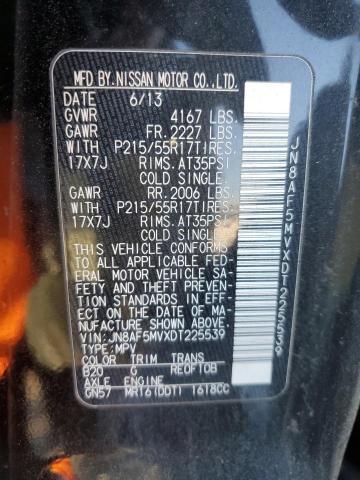 MFD BY NISSAN MOTOR CO.,LTD.
DATE 6/13
GVWR 4167 LBS.
GAWR FR.2227 LBS.
WITH P215/55R17TIRES.
17X7J RIMS.AT35PSI
COLD SINGLE.
GAWR RR.2006 LBS.
WITH P215/55R17TIRES.
17X7J RIMS.AT35PSI
COLD SINGLE.
THIS VEHICLE CONFORMS
TO ALL APPLICABLE FED-
ERAL MOTOR VEHICLE SA-
FETY AND THEFT PREVEN-
TION STANDARDS IN EFF-
ECT ON THE DATE OF MA-
NUFACTURE SHOWN ABOVE.
VIN:JN8AF5MVXDT225539
TYPE:MPV
COLOR TRIM TRANS
B20 G RE0F10B
AXLE ENGINE
GN57 MR16(DDT) 1618CC
JN8AF5MVXDT225539